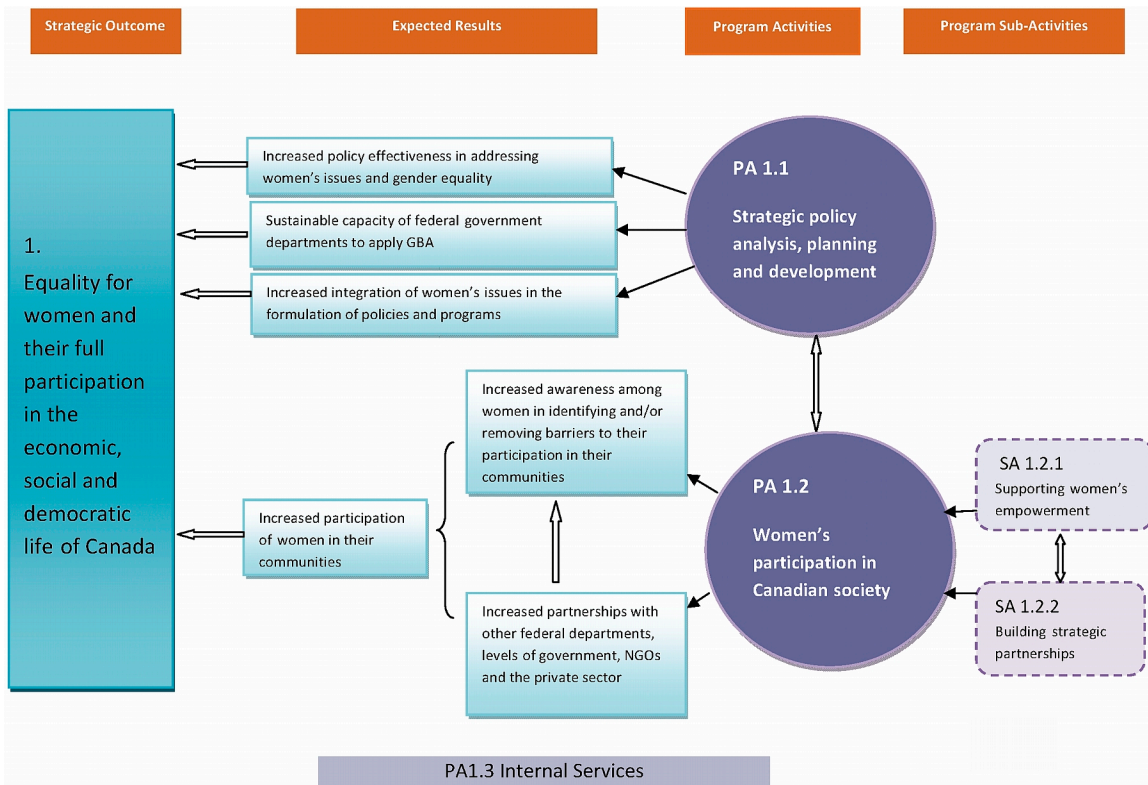 Strategic Outcome
Expected Results
Program Activities
Program Sub-Activities
1.
Equality for
women and
their full
participation
in the
economic,
social and
democratic
life of Canada
Increased policy effectiveness in addressing
women's issues and gender equality
Sustainable capacity of federal government
departments to apply GBA
Increased integration of women's issues in the
formulation of policies and programs
PA 1.1
Strategic policy
analysis, planning
and development
Increased participation
of women in their
communities
Increased awareness among
women in identifying and/or
removing barriers to their
participation in their
communities
Increased partnerships with
other federal departments,
levels of government, NGOs
and the private sector
PA 1.2
Women's
participation in
Canadian society
SA 1.2.1
Supporting women's
empowerment
SA 1.2.2
Building strategic
partnerships
PA1.3 Internal Services